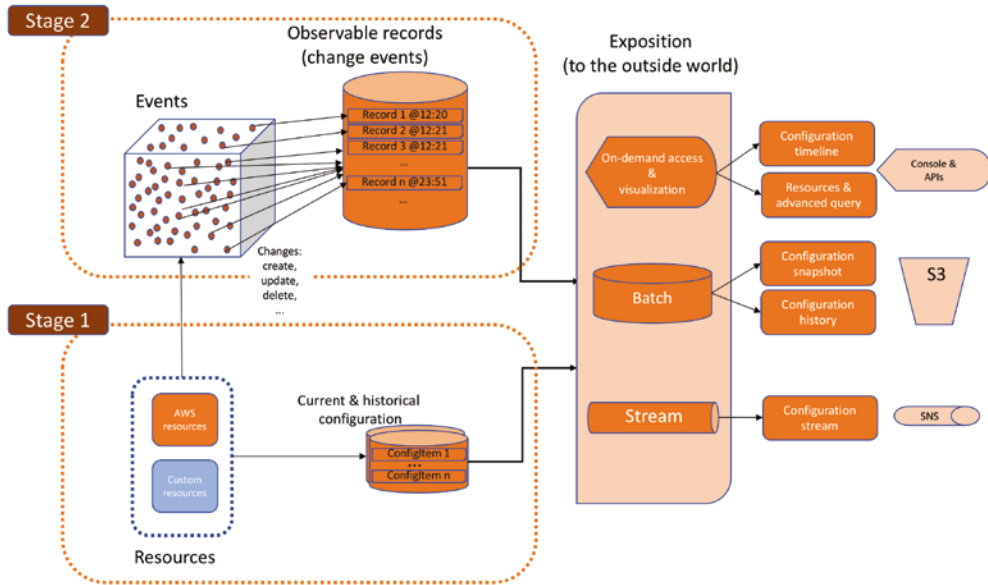 Stage 2
Observable records
(change events)
Events
Record 1 @12:20
Record 2 @12:21
Record 3 @12:21
...
Record n @23:51
...
Changes:
create,
update,
delete,
...
Stage 1
AWS
resources
Custom
resources
Resources
Current & historical
configuration
ConfigItem 1
...
ConfigItem n
Exposition
(to the outside world)
On-demand access
&
visualization
Configuration
timeline
Resources &
advanced query
Console &
APIs
Batch
Configuration
snapshot
Configuration
history
S3
Stream
Configuration
stream
SNS